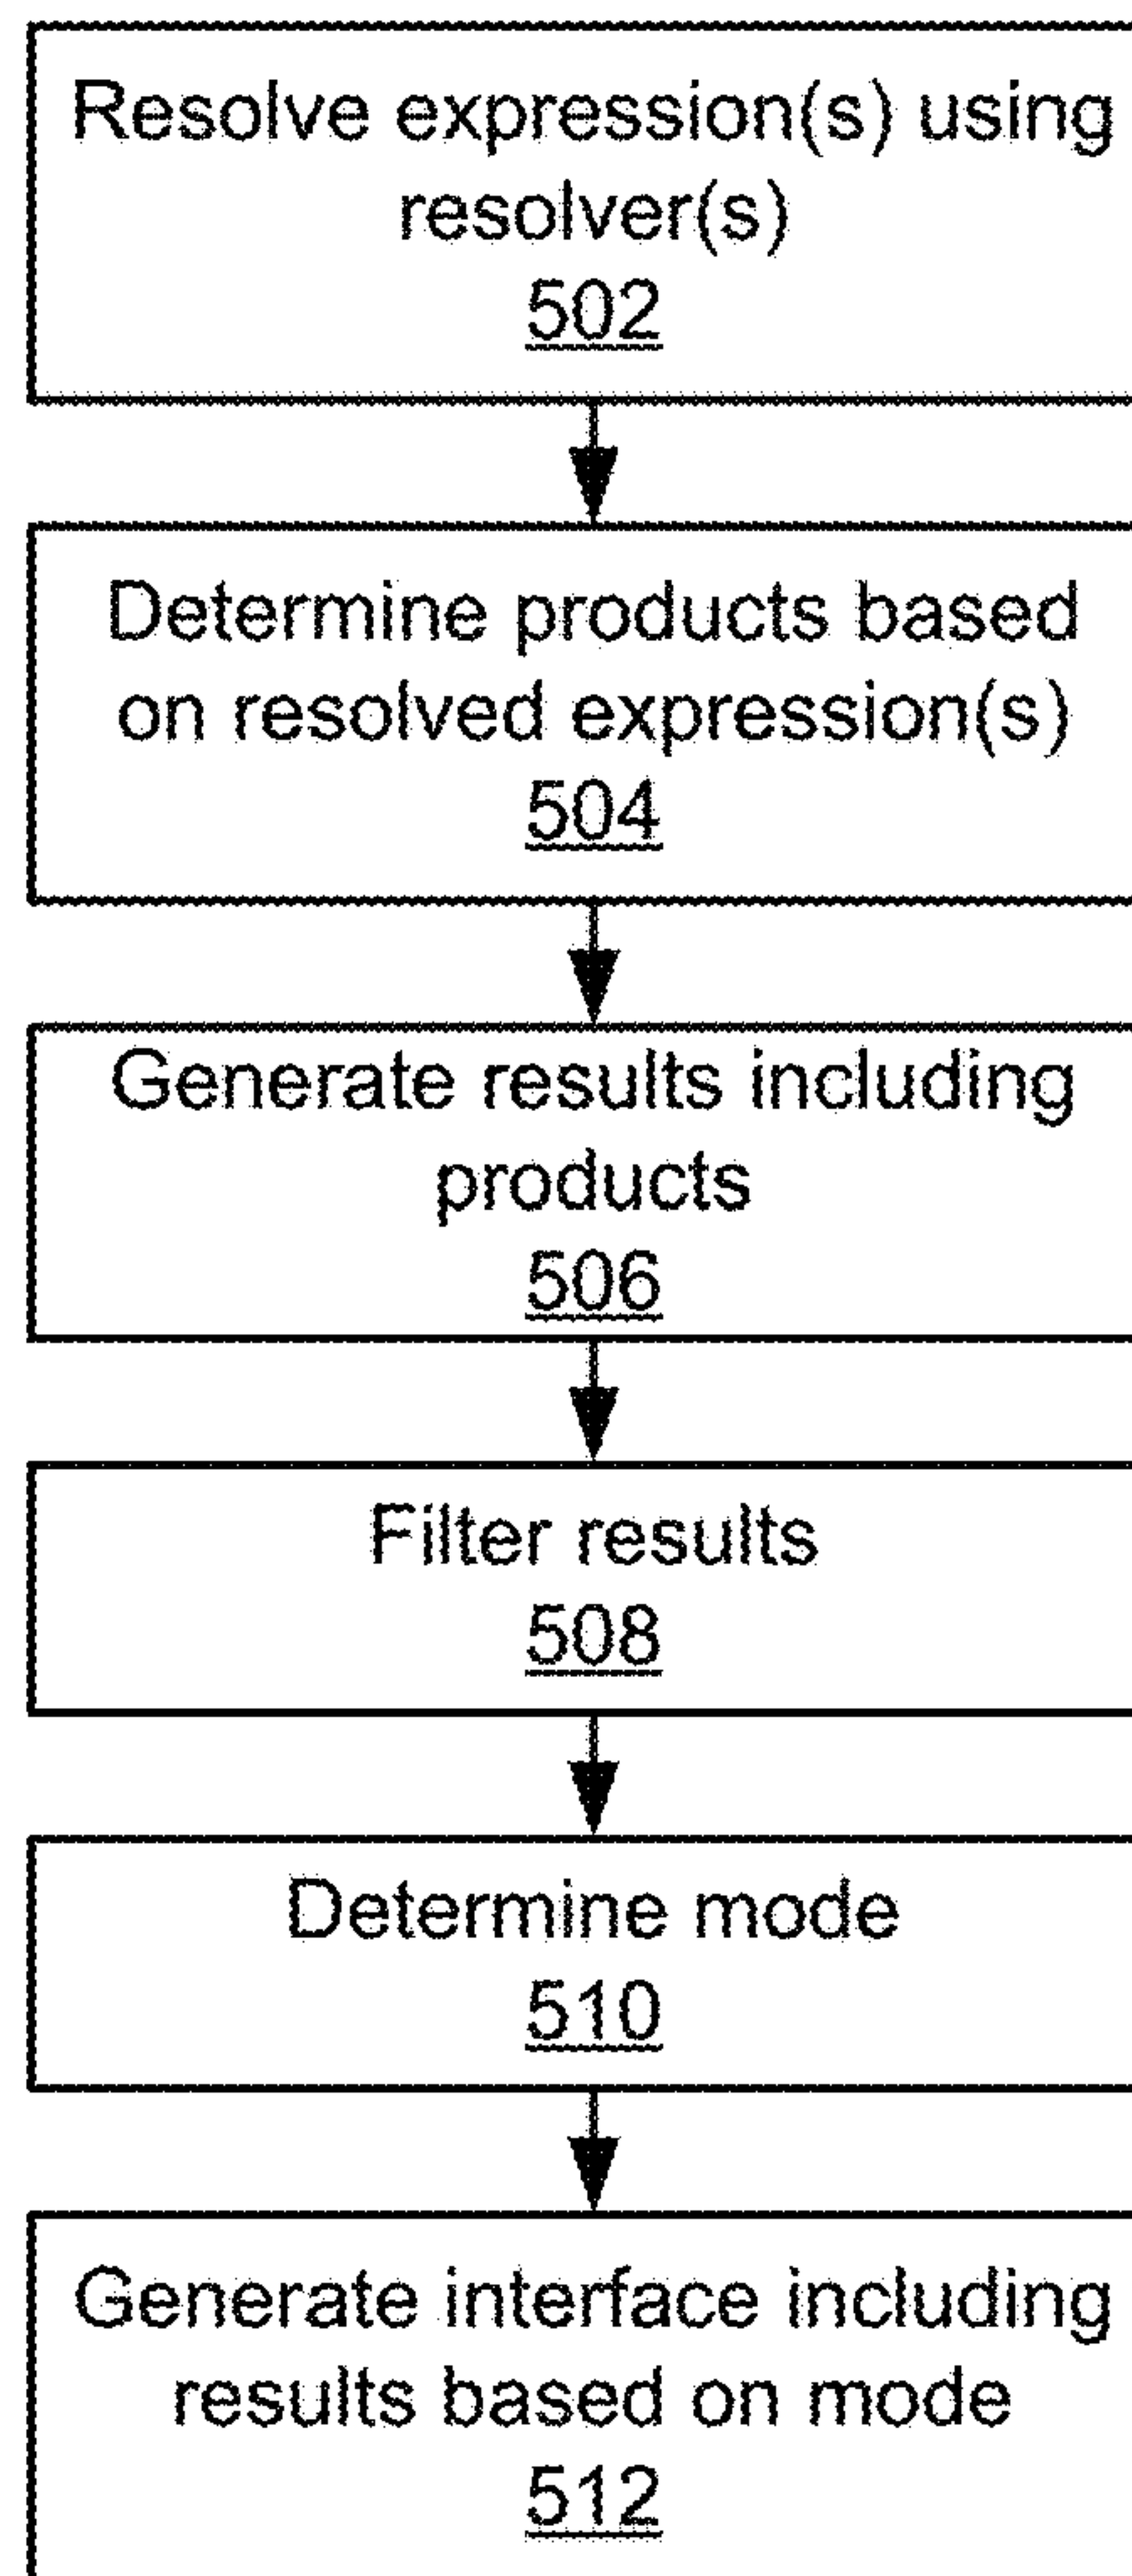 Resolve expression(s) using
resolver(s)
502
Determine products based
on resolved expression(s)
504
Generate results including
products
506
Filter results
508
Determine mode
510
Generate interface including
results based on mode
512